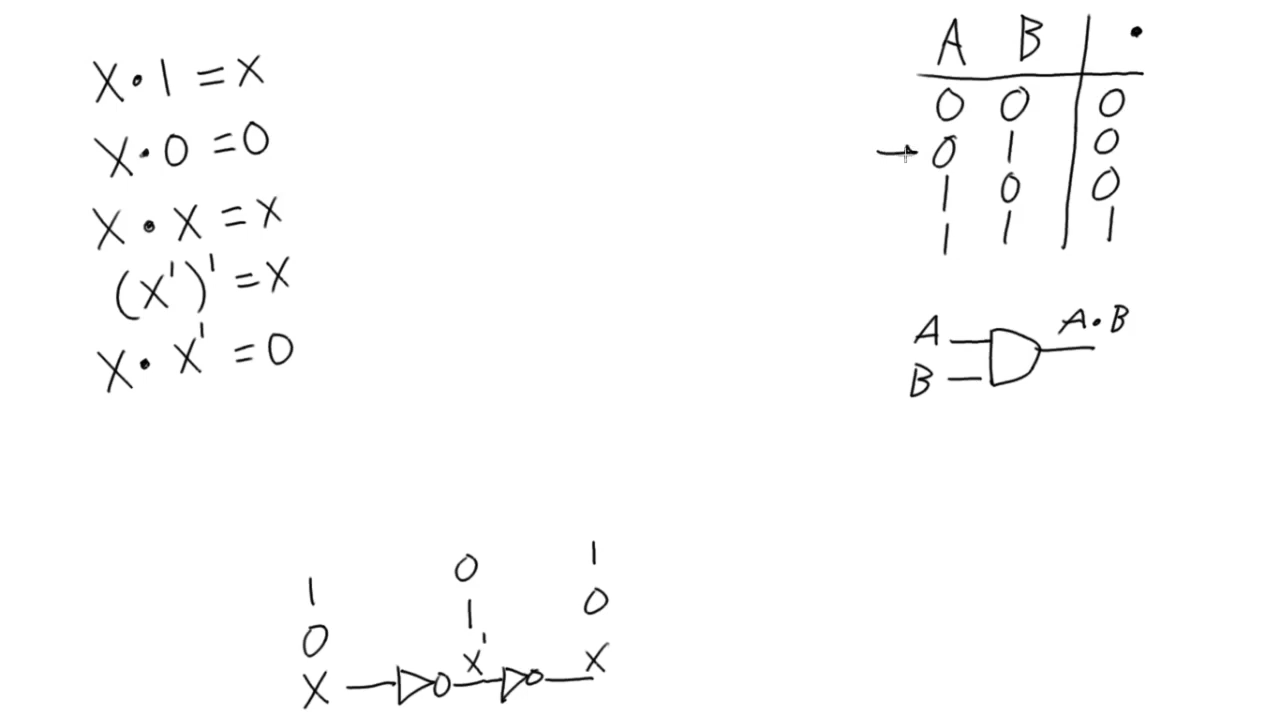 X • 1 = X
X • 0 = 0
X • X = X
(X')' = X
X • X' = 0
A B •
0 0 0
0 1 0
1 0 0
1 1 1
A
A • B
B
1 0 1
0 1 0
X X' X